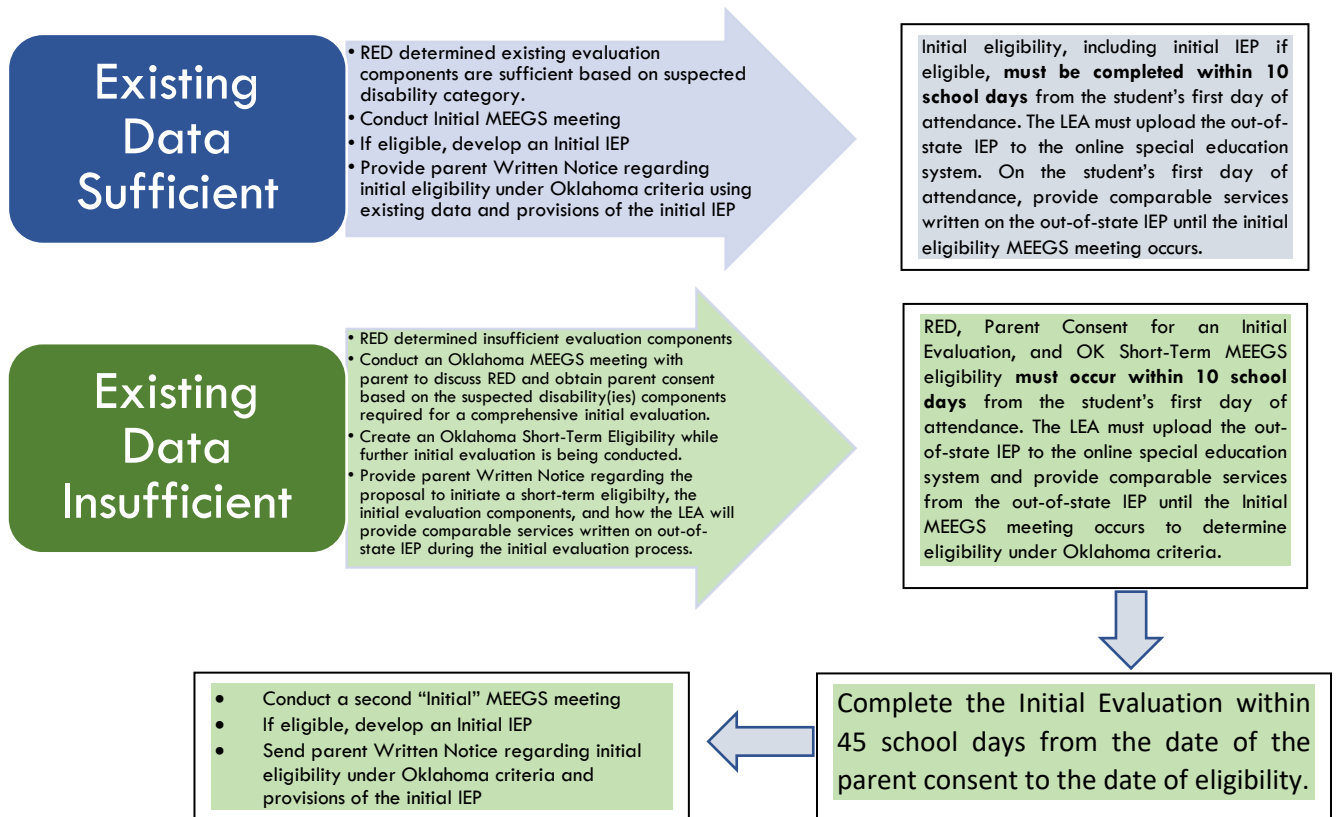 Existing
Data
Sufficient
• RED determined existing evaluation
components are sufficient based on suspected
disability category.
• Conduct Initial MEEGS meeting
• If eligible, develop an Initial IEP
• Provide parent Written Notice regarding
initial eligibility under Oklahoma criteria using
existing data and provisions of the initial IEP
Initial eligibility, including initial IEP if
eligible, must be completed within 10
school days from the student’s first day of
attendance. The LEA must upload the out-of-
state IEP to the online special education
system. On the student’s first day of
attendance, provide comparable services
written on the out-of-state IEP until the initial
eligibility MEEGS meeting occurs.
Existing
Data
Insufficient
• RED determined insufficient evaluation components
• Conduct an Oklahoma MEEGS meeting with
parent to discuss RED and obtain parent consent
based on the suspected disability(ies) components
required for a comprehensive initial evaluation.
• Create an Oklahoma Short-Term Eligibility while
further initial evaluation is being conducted.
• Provide parent Written Notice regarding the
proposal to initiate a short-term eligibilty, the
initial evaluation components, and how the LEA will
provide comparable services written on out-of-
state IEP during the initial evaluation process.
RED, Parent Consent for an Initial
Evaluation, and OK Short-Term MEEGS
eligibility must occur within 10 school
days from the student’s first day of
attendance. The LEA must upload the out-
of-state IEP to the online special education
system and provide comparable services
from the out-of-state IEP until the Initial
MEEGS meeting occurs to determine
eligibility under Oklahoma criteria.
Complete the Initial Evaluation within
45 school days from the date of the
parent consent to the date of eligibility.
• Conduct a second “Initial” MEEGS meeting
• If eligible, develop an Initial IEP
• Send parent Written Notice regarding initial
eligibility under Oklahoma criteria and
provisions of the initial IEP